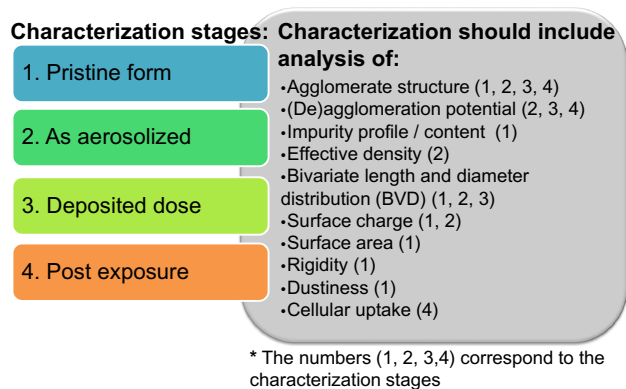 Characterization stages:
1. Pristine form
2. As aerosolized
3. Deposited dose
4. Post exposure
Characterization should include
analysis of:
•Agglomerate structure (1, 2, 3, 4)
•(De)agglomeration potential (2, 3, 4)
•Impurity profile / content (1)
•Effective density (2)
•Bivariate length and diameter
distribution (BVD) (1, 2, 3)
•Surface charge (1, 2)
•Surface area (1)
•Rigidity (1)
•Dustiness (1)
•Cellular uptake (4)
* The numbers (1, 2, 3,4) correspond to the
characterization stages